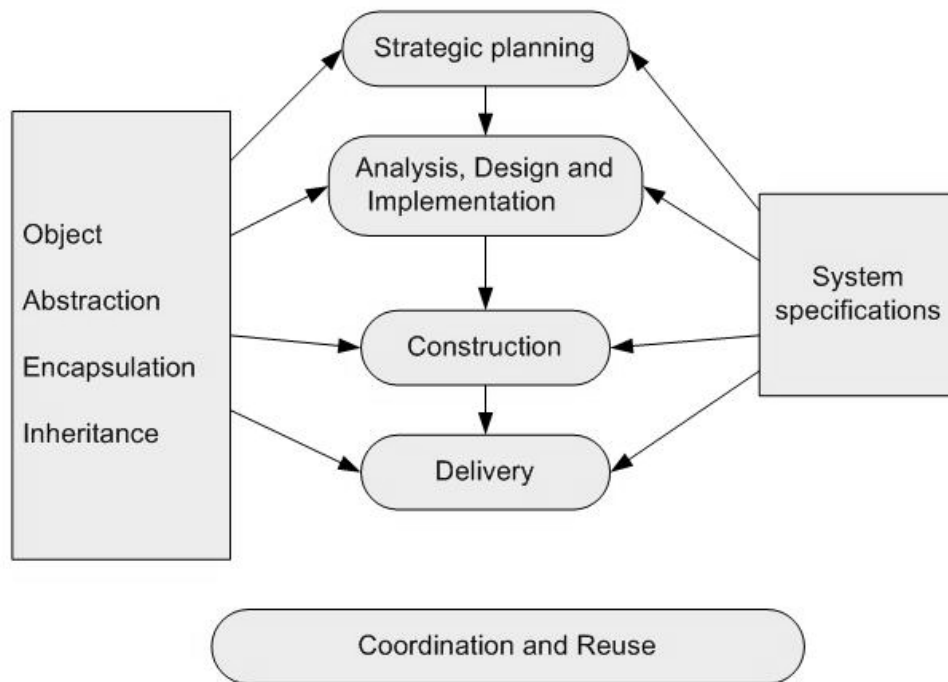 Strategic planning
Analysis, Design and
Implementation
Object
Abstraction
Encapsulation
Inheritance
System
specifications
Construction
Delivery
Coordination and Reuse